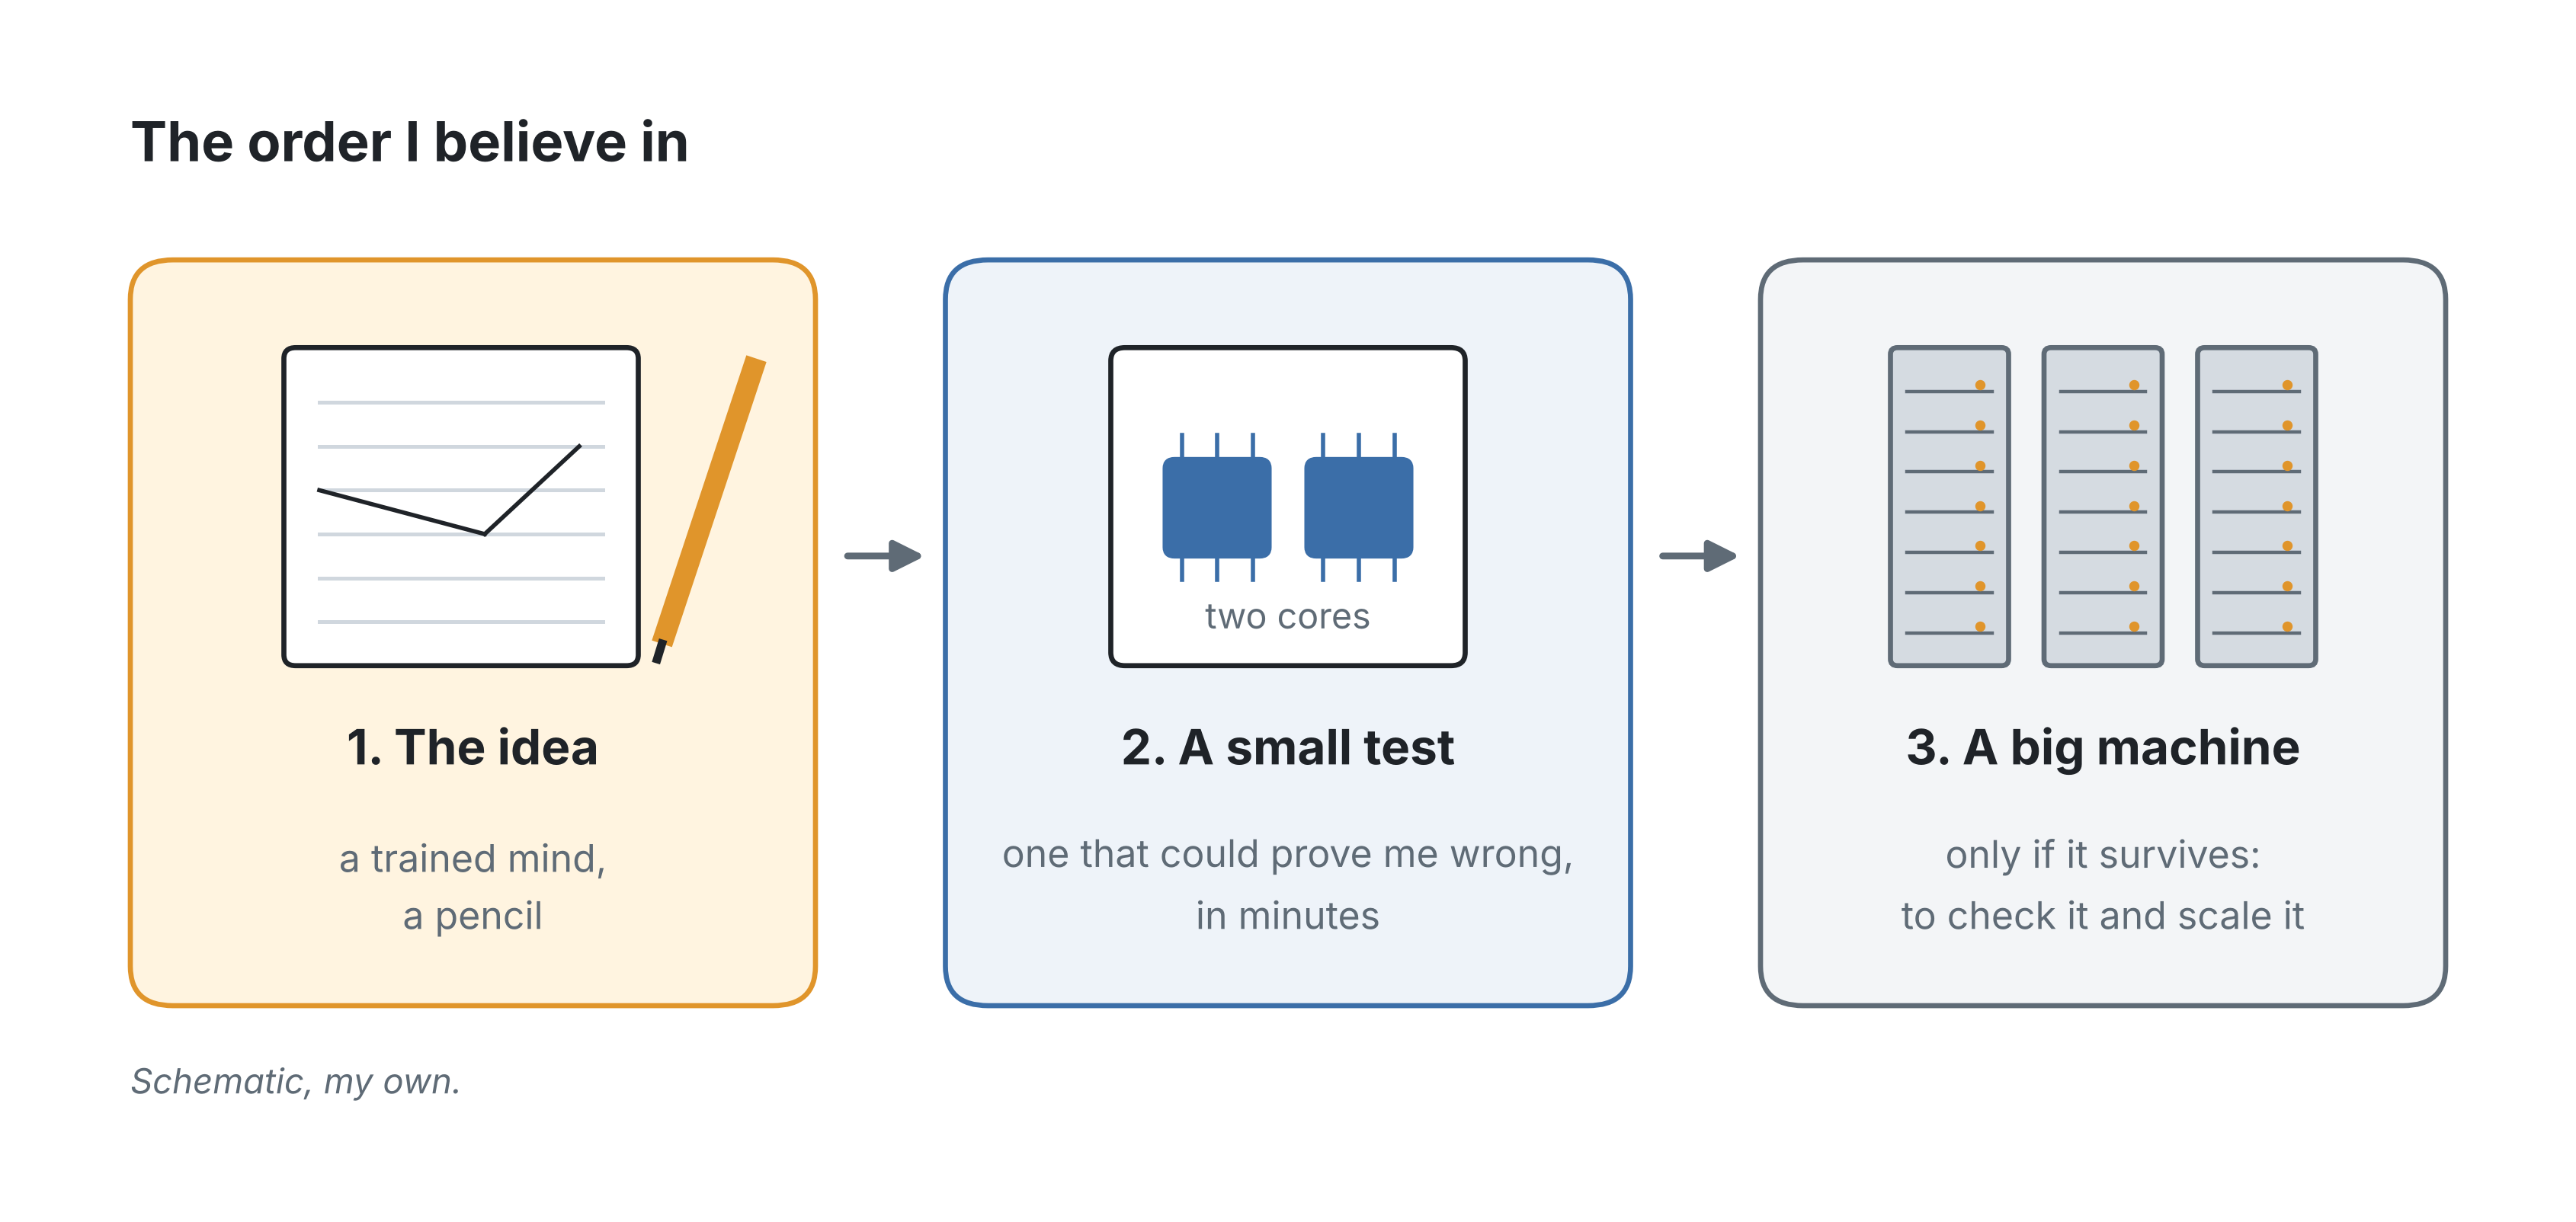 The order I believe in
two cores
1. The idea
a trained mind,
a pencil
2. A small test
one that could prove me wrong,
in minutes
3. A big machine
only if it survives:
to check it and scale it
Schematic, my own.